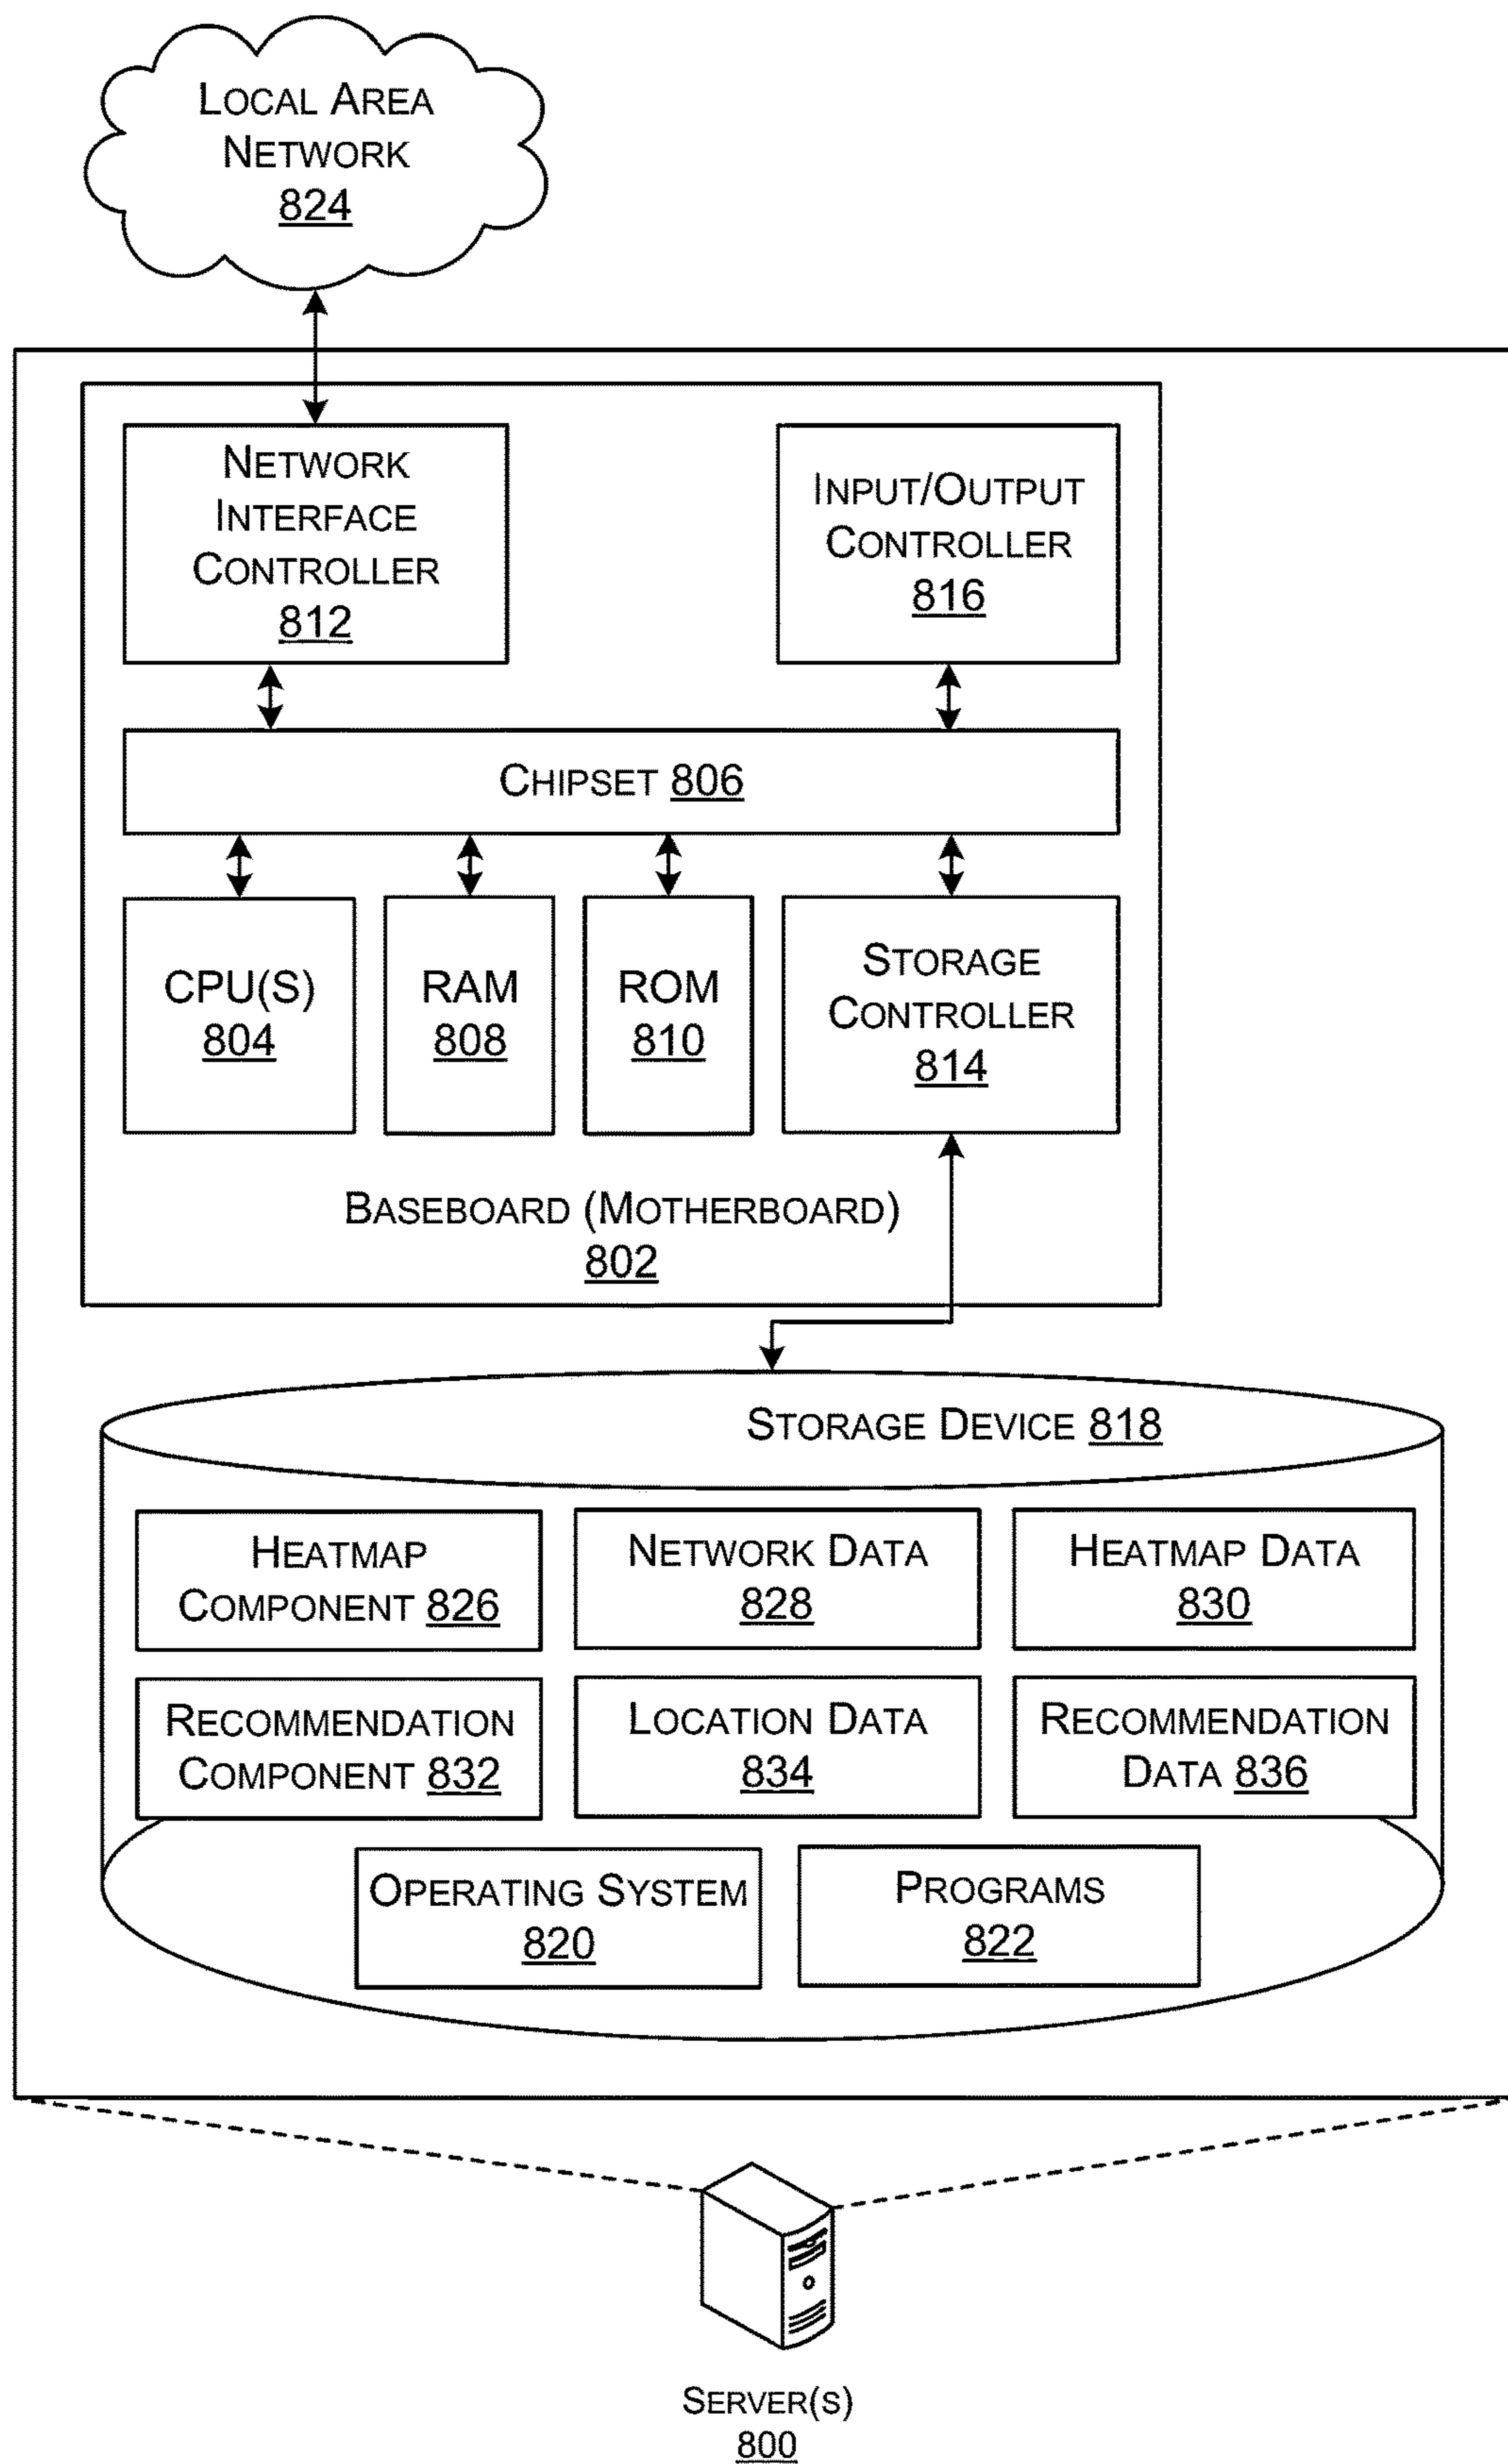 LOCAL AREA
NETWORK
824
NETWORK
INTERFACE
CONTROLLER
812
INPUT/OUTPUT
CONTROLLER
816
CHIPSET 806
CPU(S)
804
RAM
808
ROM
810
STORAGE
CONTROLLER
814
BASEBOARD (MOTHERBOARD)
802
STORAGE DEVICE 818
HEATMAP
COMPONENT 826
NETWORK DATA
828
HEATMAP DATA
830
RECOMMENDATION
COMPONENT 832
LOCATION DATA
834
RECOMMENDATION
DATA 836
OPERATING SYSTEM
820
PROGRAMS
822
SERVER(S)
800